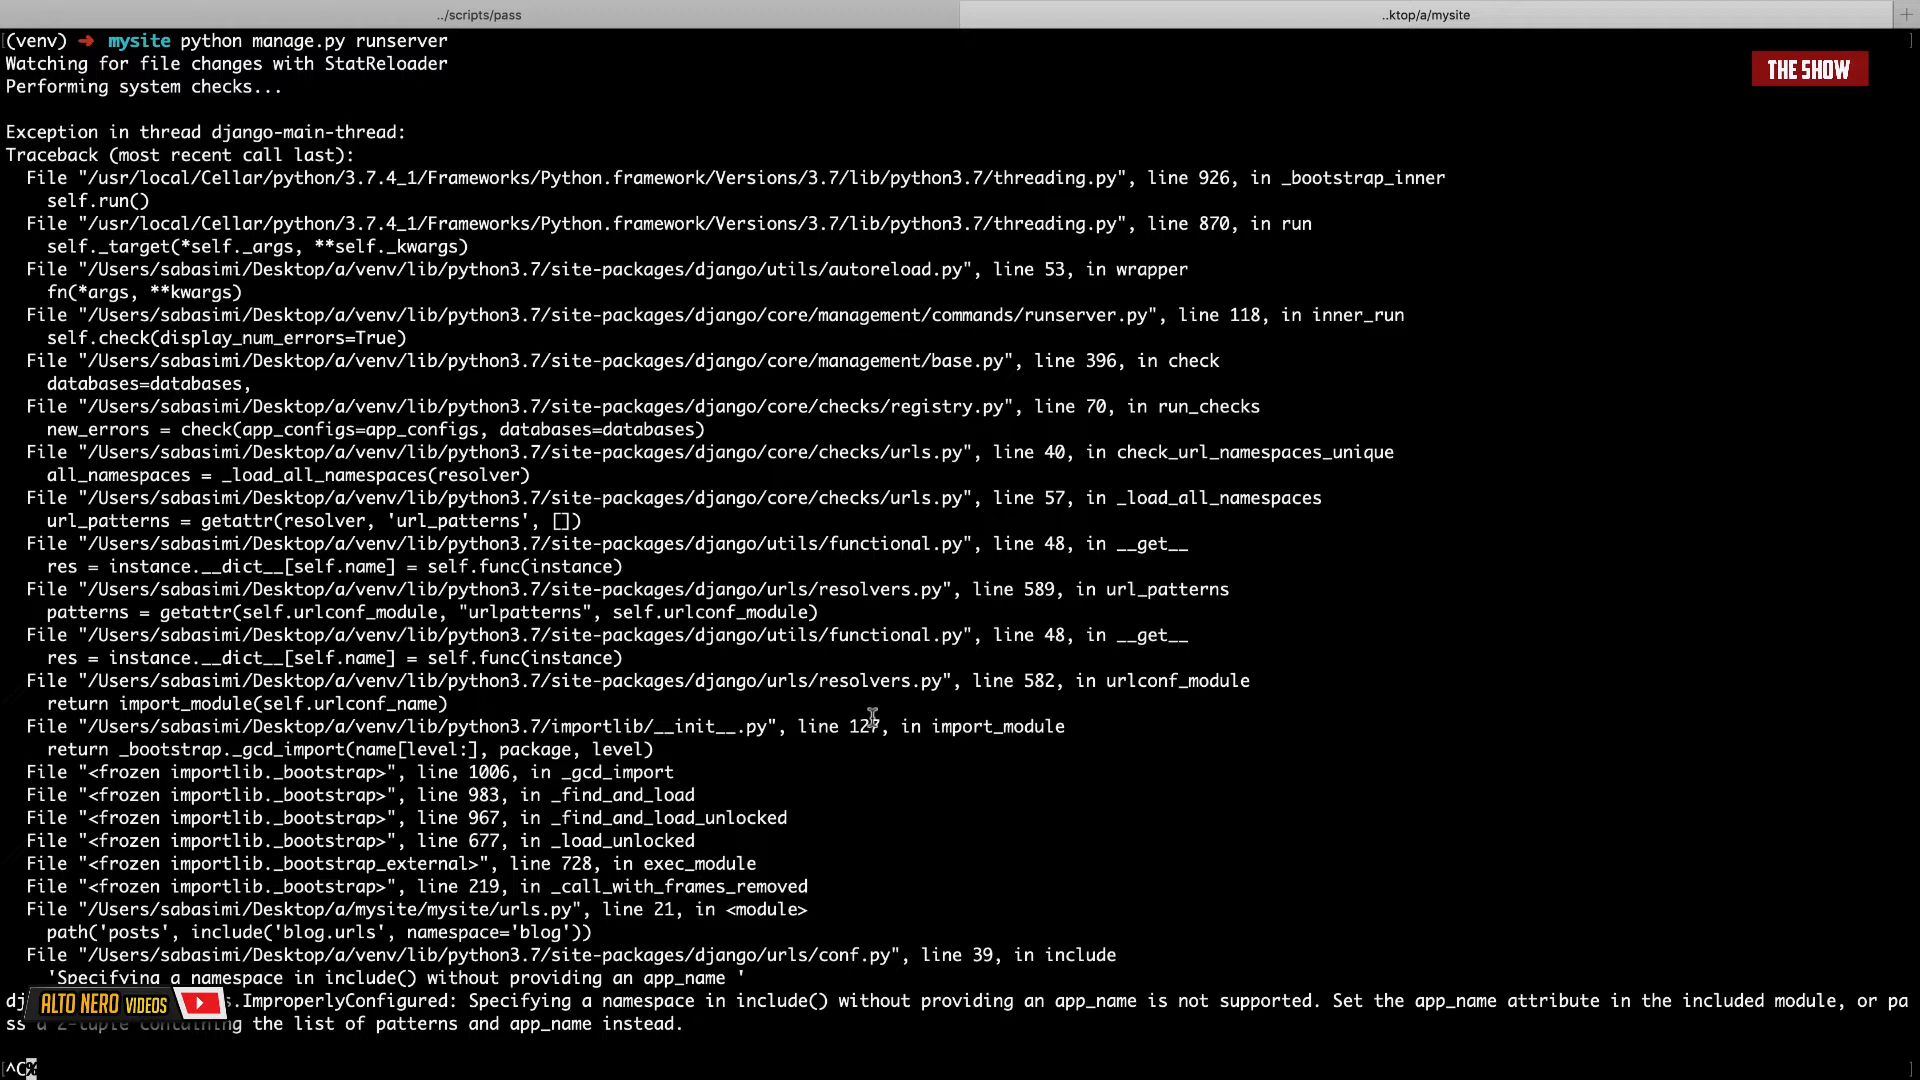 ../scripts/pass
..ktop/a/mysite
(venv) ➜ mysite python manage.py runserver
Watching for file changes with StatReloader
THE SHOW
Performing system checks...
Exception in thread django-main-thread:
Traceback (most recent call last):
File "/usr/local/Cellar/python/3.7.4_1/Frameworks/Python.framework/Versions/3.7/lib/python3.7/threading.py", line 926, in _bootstrap_inner
self.run()
File "/usr/local/Cellar/python/3.7.4_1/Frameworks/Python.framework/Versions/3.7/lib/python3.7/threading.py", line 870, in run
self._target(*self._args, **self._kwargs)
File "/Users/sabasimi/Desktop/a/venv/lib/python3.7/site-packages/django/utils/autoreload.py", line 53, in wrapper
fn(*args, **kwargs)
File "/Users/sabasimi/Desktop/a/venv/lib/python3.7/site-packages/django/core/management/commands/runserver.py", line 118, in inner_run
self.check(display_num_errors=True)
File "/Users/sabasimi/Desktop/a/venv/lib/python3.7/site-packages/django/core/management/base.py", line 396, in check
databases=databases,
File "/Users/sabasimi/Desktop/a/venv/lib/python3.7/site-packages/django/core/checks/registry.py", line 70, in run_checks
new_errors = check(app_configs=app_configs, databases=databases)
File "/Users/sabasimi/Desktop/a/venv/lib/python3.7/site-packages/django/core/checks/urls.py", line 40, in check_url_namespaces_unique
all_namespaces = _load_all_namespaces(resolver)
File "/Users/sabasimi/Desktop/a/venv/lib/python3.7/site-packages/django/core/checks/urls.py", line 57, in _load_all_namespaces
url_patterns = getattr(resolver, 'url_patterns', [])
File "/Users/sabasimi/Desktop/a/venv/lib/python3.7/site-packages/django/utils/functional.py", line 48, in __get__
res = instance.__dict__[self.name] = self.func(instance)
File "/Users/sabasimi/Desktop/a/venv/lib/python3.7/site-packages/django/urls/resolvers.py", line 589, in url_patterns
patterns = getattr(self.urlconf_module, "urlpatterns", self.urlconf_module)
File "/Users/sabasimi/Desktop/a/venv/lib/python3.7/site-packages/django/utils/functional.py", line 48, in __get__
res = instance.__dict__[self.name] = self.func(instance)
File "/Users/sabasimi/Desktop/a/venv/lib/python3.7/site-packages/django/urls/resolvers.py", line 582, in urlconf_module
return import_module(self.urlconf_name)
File "/Users/sabasimi/Desktop/a/venv/lib/python3.7/importlib/__init__.py", line 127, in import_module
return _bootstrap._gcd_import(name[level:], package, level)
File "<frozen importlib._bootstrap>", line 1006, in _gcd_import
File "<frozen importlib._bootstrap>", line 983, in _find_and_load
File "<frozen importlib._bootstrap>", line 967, in _find_and_load_unlocked
File "<frozen importlib._bootstrap>", line 677, in _load_unlocked
File "<frozen importlib._bootstrap_external>", line 728, in exec_module
File "<frozen importlib._bootstrap>", line 219, in _call_with_frames_removed
File "/Users/sabasimi/Desktop/a/mysite/mysite/urls.py", line 21, in <module>
path('posts', include('blog.urls', namespace='blog'))
File "/Users/sabasimi/Desktop/a/venv/lib/python3.7/site-packages/django/urls/conf.py", line 39, in include
'Specifying a namespace in include() without providing an app_name '
dj s.ImproperlyConfigured: Specifying a namespace in include() without providing an app_name is not supported. Set the app_name attribute in the included module, or pa
ALTO NERO VIDEOS
ss a 2-tuple containing the list of patterns and app_name instead.
^C%